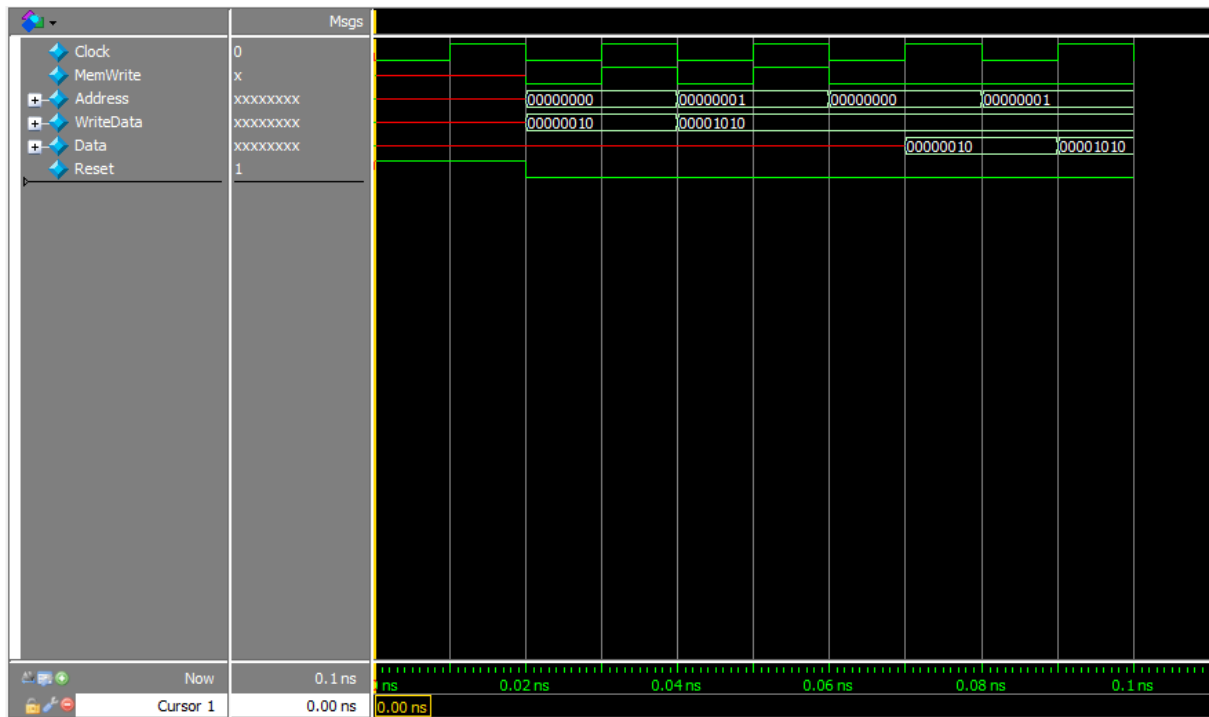 Msgs
Clock 0
MemWrite x
Address xxxxxxxx 00000000 00000001 00000000 00000001
WriteData xxxxxxxx 00000010 00001010
Data xxxxxxxx 00000010 00001010
Reset 1
Now 0.1 ns ns 0.02 ns 0.04 ns 0.06 ns 0.08 ns 0.1 ns
Cursor 1 0.00 ns 0.00 ns